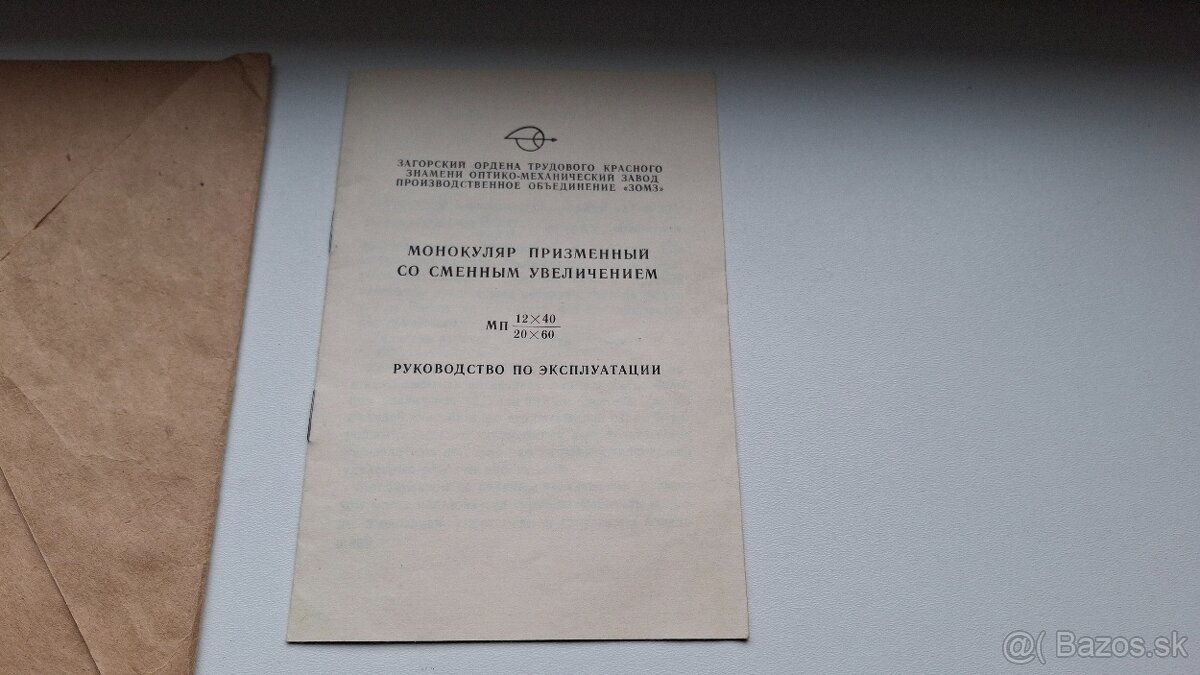 ЗАГОРСКИЙ ОРДЕНА ТРУДОВОГО КРАСНОГО
ЗНАМЕНИ ОПТИКО-МЕХАНИЧЕСКИЙ ЗАВОД
ПРОИЗВОДСТВЕННОЕ ОБЪЕДИНЕНИЕ «ЗОМЗ»
МОНОКУЛЯР ПРИЗМЕННЫЙ
СО СМЕННЫМ УВЕЛИЧЕНИЕМ
МП 12×40
20×60
РУКОВОДСТВО ПО ЭКСПЛУАТАЦИИ
@( Bazos.sk